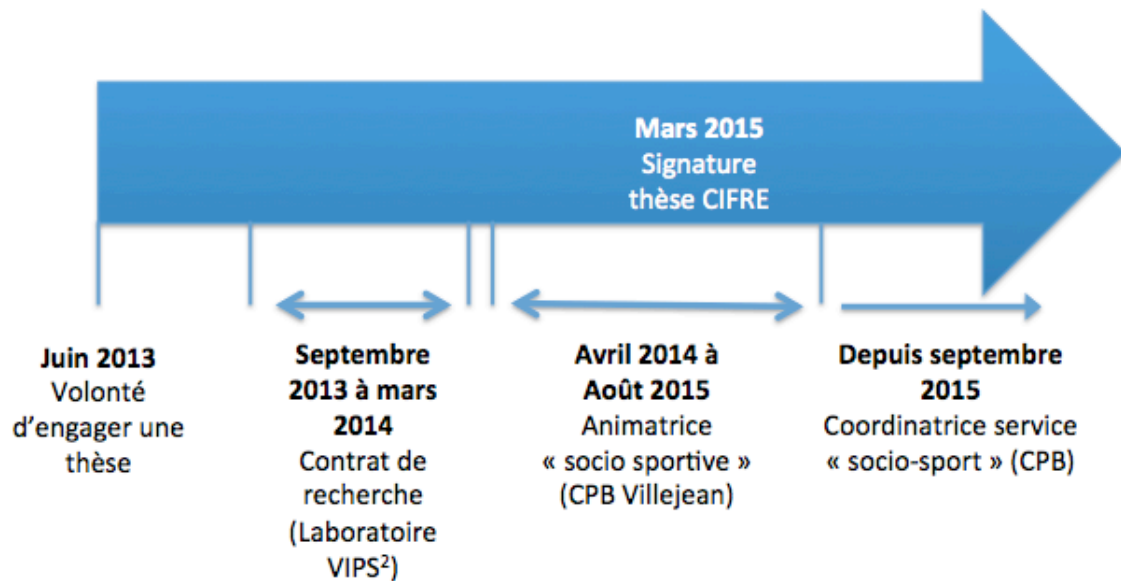 Mars 2015
Signature
thèse CIFRE
Juin 2013
Volonté
d’engager une
thèse
Septembre
2013 à mars
2014
Contrat de
recherche
(Laboratoire
VIPS²)
Avril 2014 à
Août 2015
Animatrice
« socio sportive »
(CPB Villejean)
Depuis septembre
2015
Coordinatrice service
« socio-sport » (CPB)